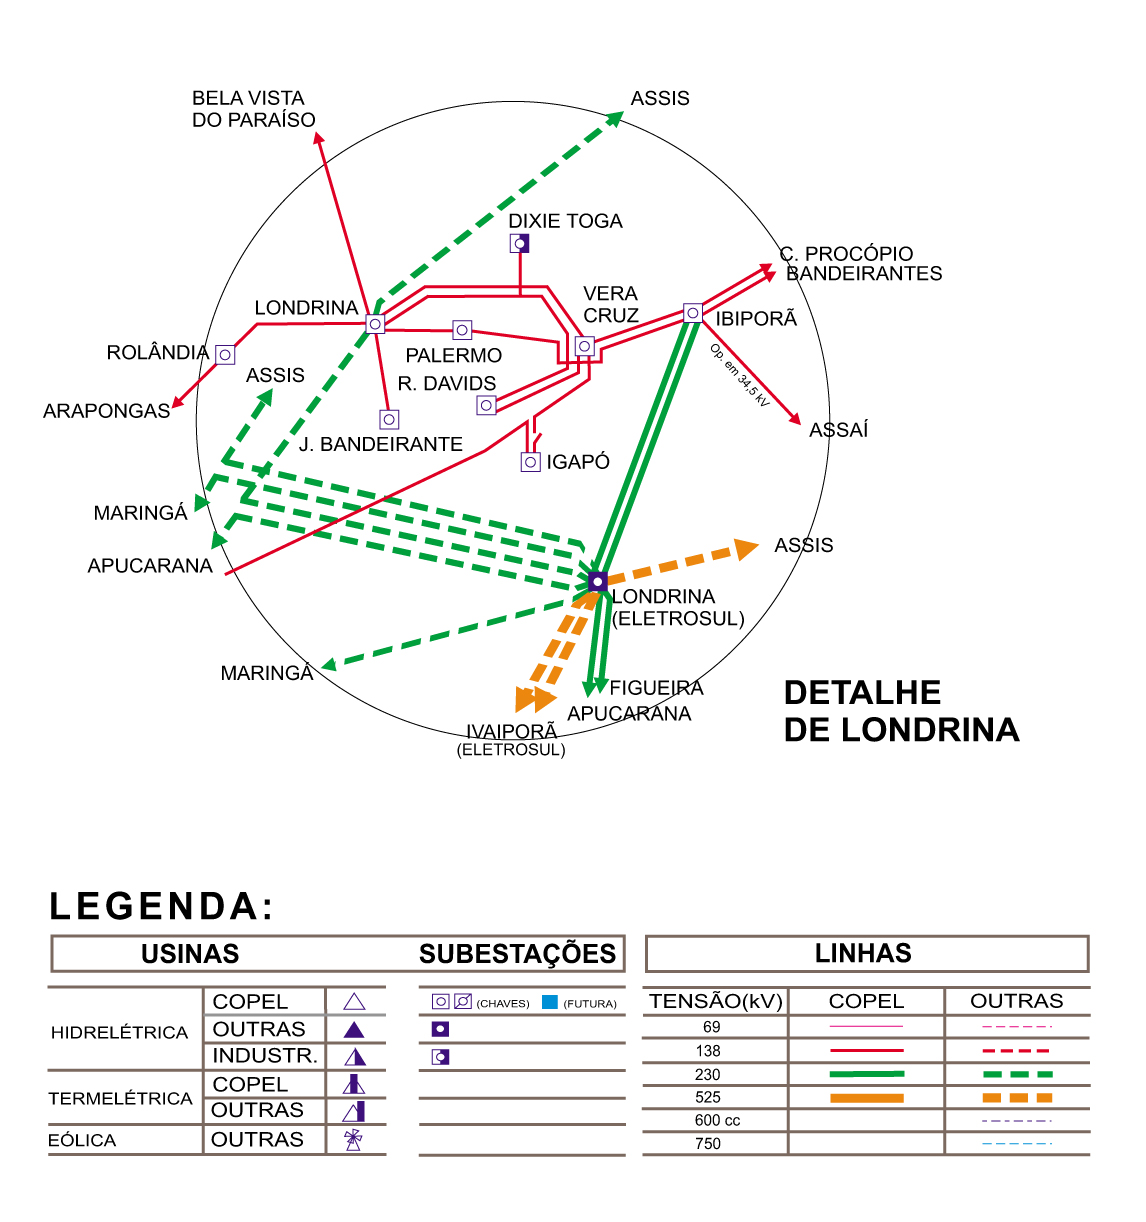 BELA VISTA
DO PARAÍSO
ASSIS
DIXIE TOGA
C. PROCÓPIO
BANDEIRANTES
LONDRINA
VERA
CRUZ
IBIPORÃ
ROLÂNDIA
PALERMO
ASSIS
R. DAVIDS
Op. em 34,5 kV
ARAPONGAS
J. BANDEIRANTE
ASSAÍ
IGAPÓ
MARINGÁ
APUCARANA
ASSIS
LONDRINA
(ELETROSUL)
MARINGÁ
FIGUEIRA
APUCARANA
IVAIPORÃ
(ELETROSUL)
DETALHE
DE LONDRINA
LEGENDA:
USINAS SUBESTAÇÕES LINHAS
HIDRELÉTRICA
COPEL (CHAVES) (FUTURA)
OUTRAS
INDUSTR.
TERMELÉTRICA
COPEL
OUTRAS
EÓLICA OUTRAS
TENSÃO(kV) COPEL OUTRAS
69
138
230
525
600 cc
750